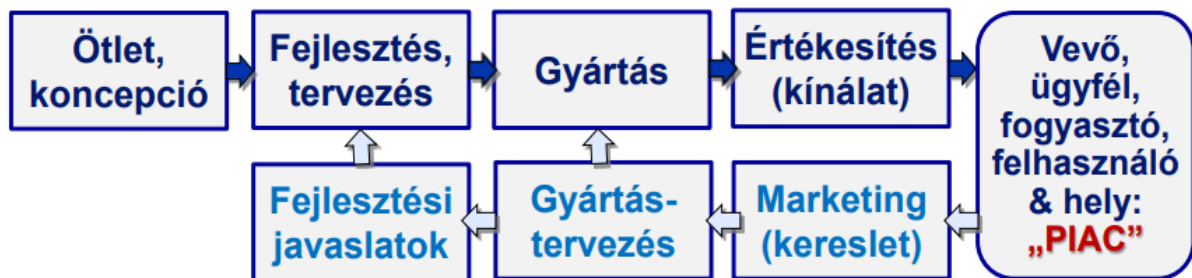 Ötlet,
koncepció
Fejlesztés,
tervezés
Gyártás
Értékesítés
(kínálat)
Vevő,
ügyfél,
fogyasztó,
felhasználó
& hely:
„PIAC”
Fejlesztési
javaslatok
Gyártás-
tervezés
Marketing
(kereslet)